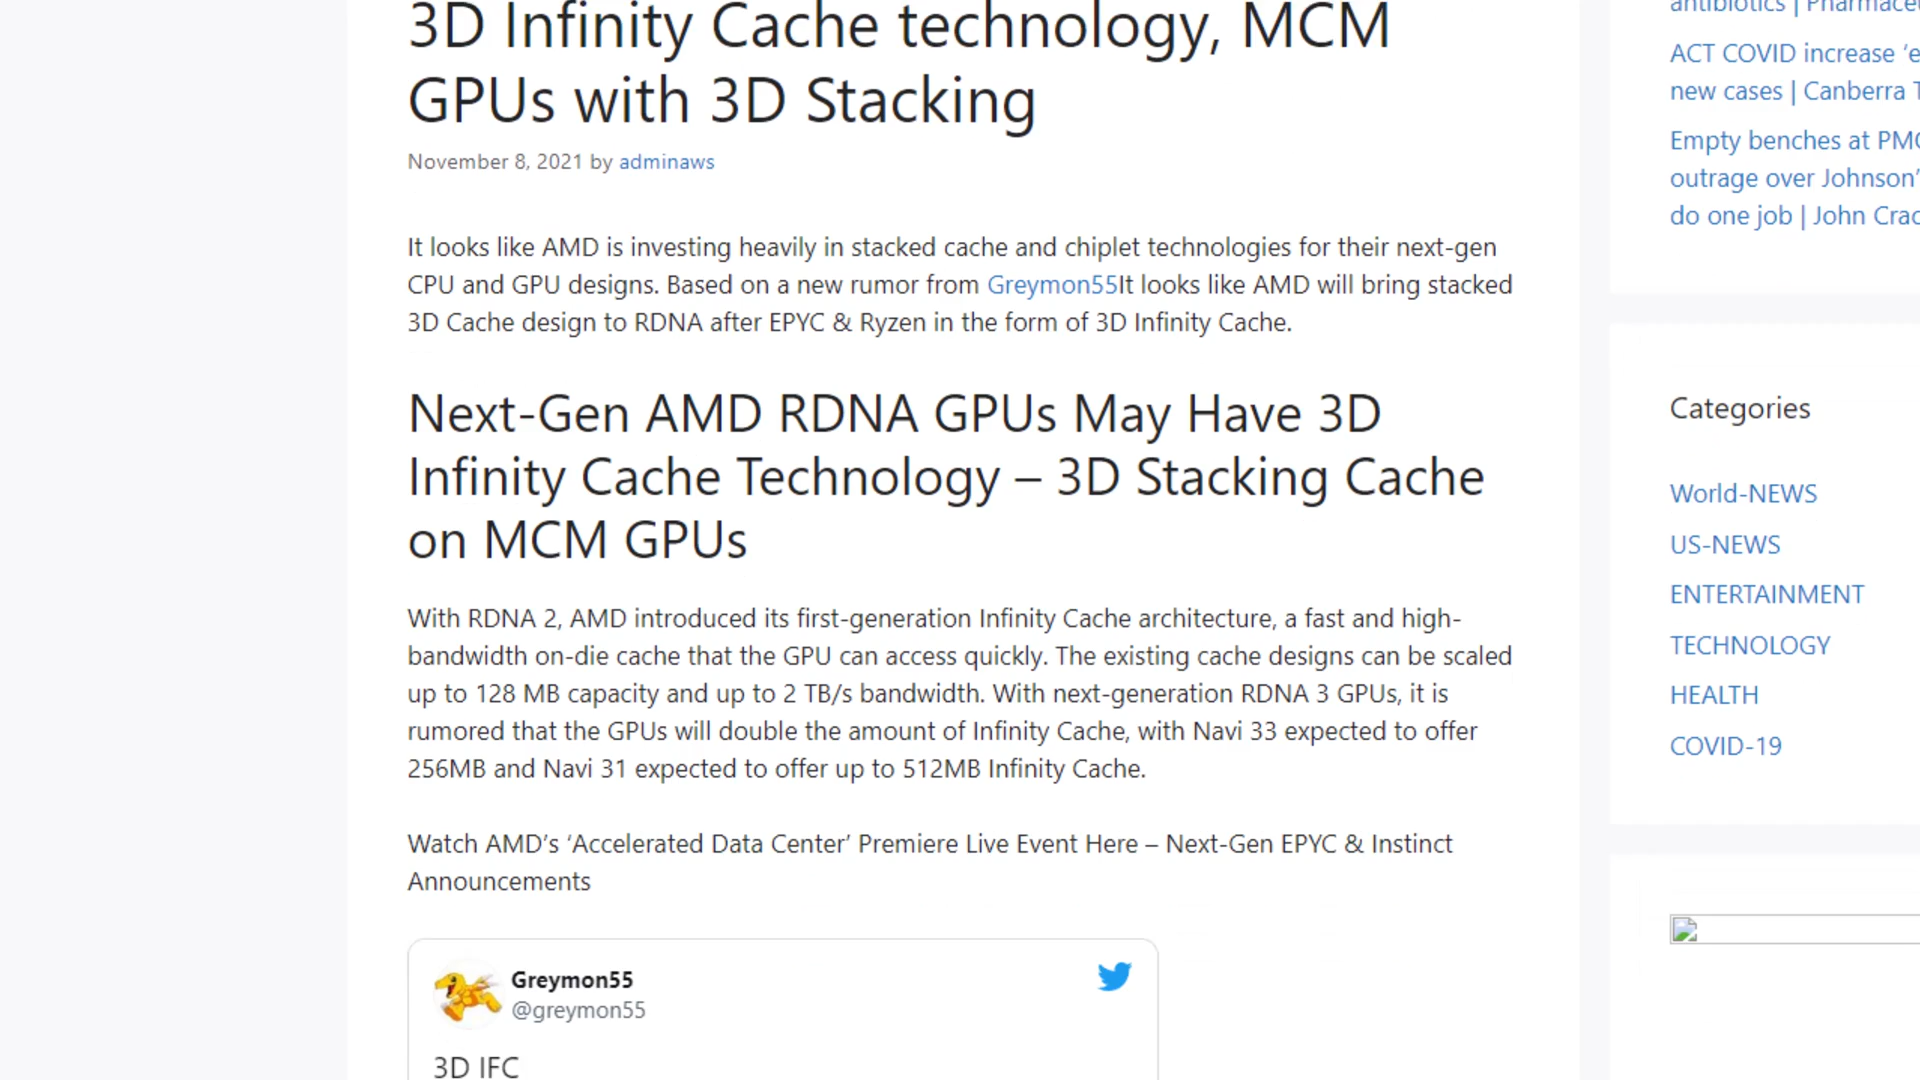 3D Infinity Cache technology, MCM
GPUs with 3D Stacking
November 8, 2021 by adminaws
It looks like AMD is investing heavily in stacked cache and chiplet technologies for their next-gen
CPU and GPU designs. Based on a new rumor from Greymon55It looks like AMD will bring stacked
3D Cache design to RDNA after EPYC & Ryzen in the form of 3D Infinity Cache.
Next-Gen AMD RDNA GPUs May Have 3D
Infinity Cache Technology – 3D Stacking Cache
on MCM GPUs
With RDNA 2, AMD introduced its first-generation Infinity Cache architecture, a fast and high-
bandwidth on-die cache that the GPU can access quickly. The existing cache designs can be scaled
up to 128 MB capacity and up to 2 TB/s bandwidth. With next-generation RDNA 3 GPUs, it is
rumored that the GPUs will double the amount of Infinity Cache, with Navi 33 expected to offer
256MB and Navi 31 expected to offer up to 512MB Infinity Cache.
Watch AMD’s ‘Accelerated Data Center’ Premiere Live Event Here – Next-Gen EPYC & Instinct
Announcements
Greymon55
@greymon55
3D IFC
antibiotics |
ACT COVID increase
new cases | Canberra
Empty benches at
outrage over Johnson’
do one job | John
Categories
World-NEWS
US-NEWS
ENTERTAINMENT
TECHNOLOGY
HEALTH
COVID-19